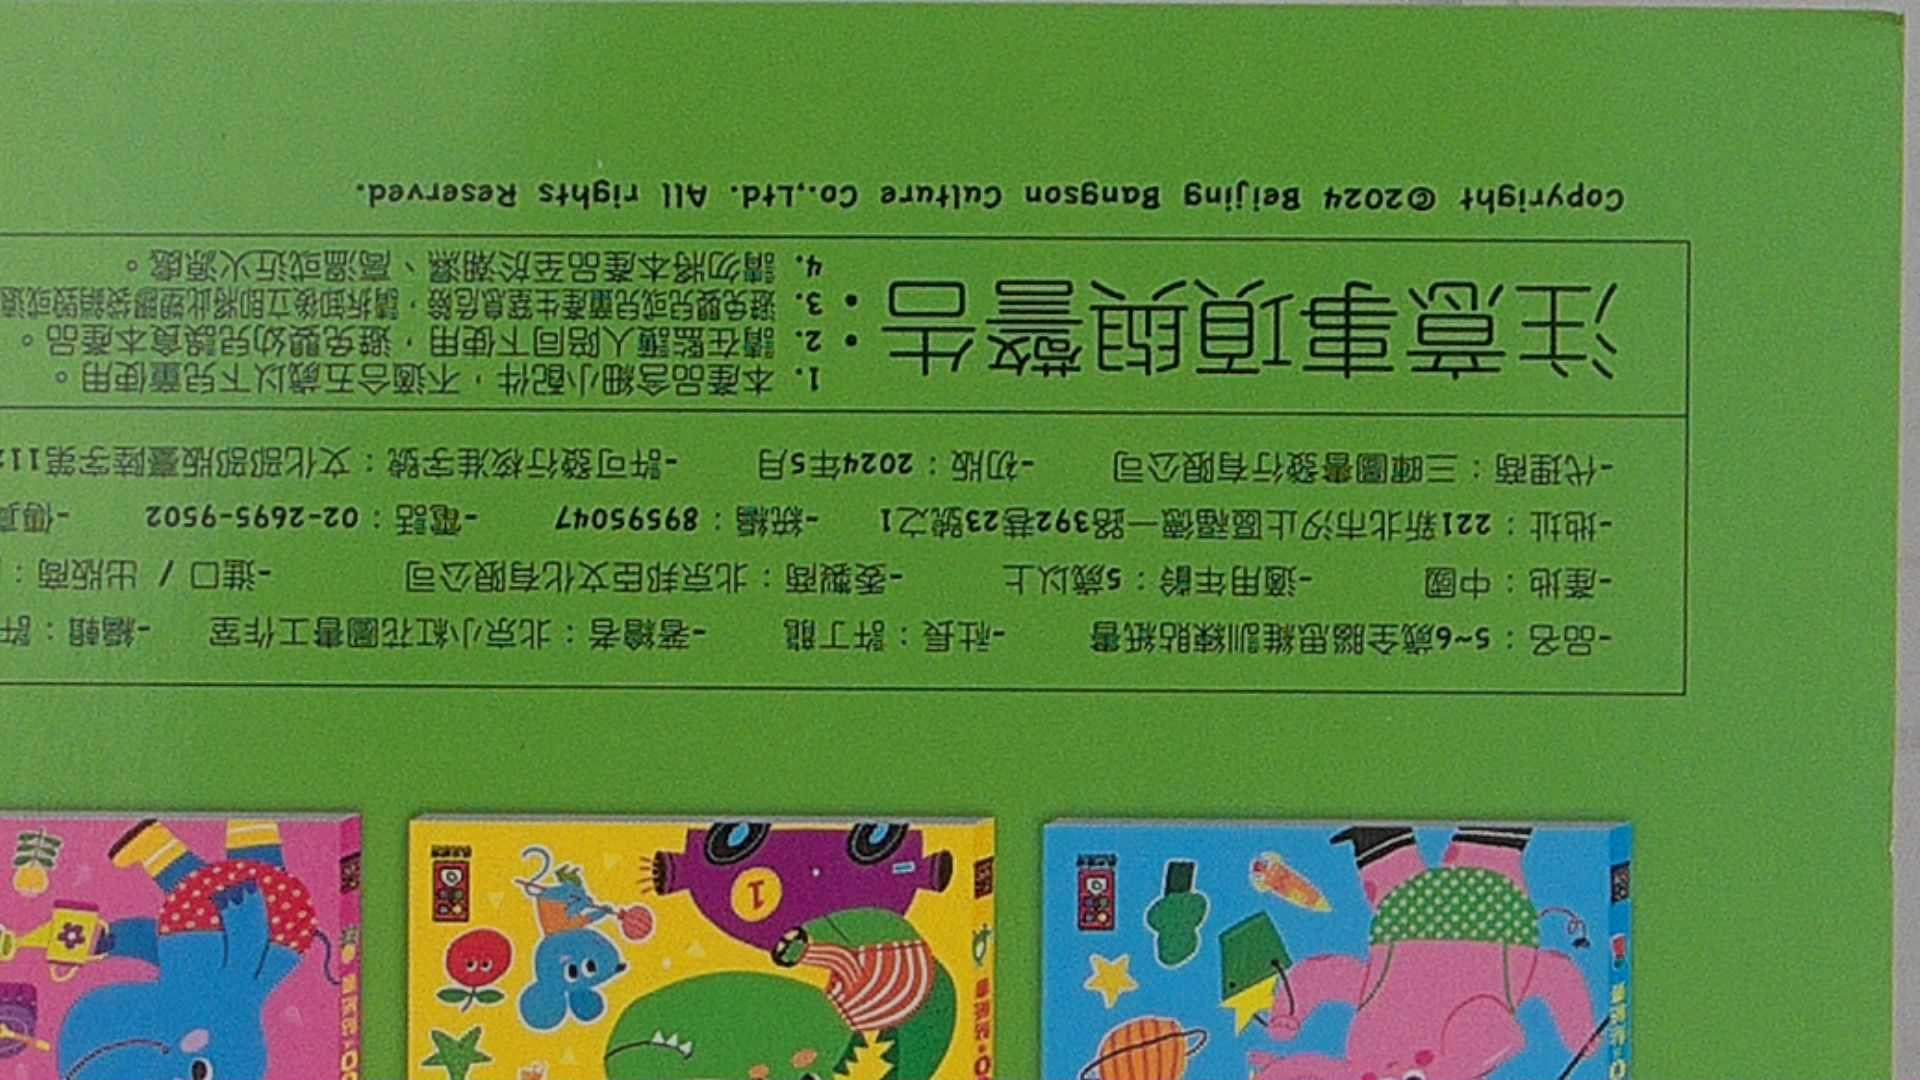 -品名：5~6歲全腦思維訓練貼紙書 -社長：許丁龍 -著繪者：北京小紅花圖書工作室 -編輯：許
-產地：中國 -適用年齡：5歲以上 -委製商：北京邦臣文化有限公司 -進口 / 出版商：
-地址：221新北市汐止區福德一路392巷23號之1 -統編：89595047 -電話：02-2695-9502 -傳真
-代理商：三暉圖書發行有限公司 -初版：2024年5月 -許可發行核准字號：文化部部版臺陸字第112
注意事項與警告：
1. 本產品含細小配件，不適合五歲以下兒童使用。
2. 請在監護人陪同下使用，避免嬰幼兒誤食本產品。
3. 避免嬰兒或兒童產生窒息危險，請拆卸後立即將此塑膠袋銷毀或適
4. 請勿將本產品至於潮濕、高溫或近火源處。
Copyright ©2024 Beijing Bangson Culture Co.,Ltd. All rights Reserved.
1